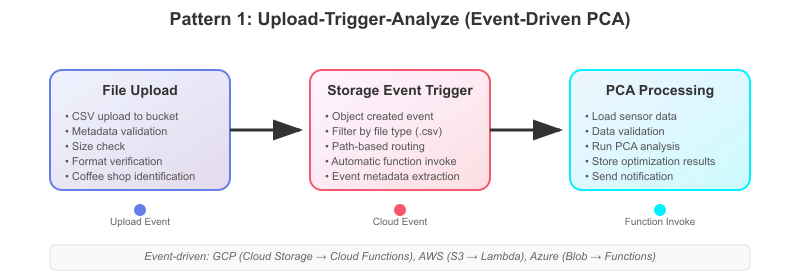 Pattern 1: Upload-Trigger-Analyze (Event-Driven PCA)
File Upload
• CSV upload to bucket
• Metadata validation
• Size check
• Format verification
• Coffee shop identification
Upload Event
Storage Event Trigger
• Object created event
• Filter by file type (.csv)
• Path-based routing
• Automatic function invoke
• Event metadata extraction
Cloud Event
PCA Processing
• Load sensor data
• Data validation
• Run PCA analysis
• Store optimization results
• Send notification
Function Invoke
Event-driven: GCP (Cloud Storage → Cloud Functions), AWS (S3 → Lambda), Azure (Blob → Functions)